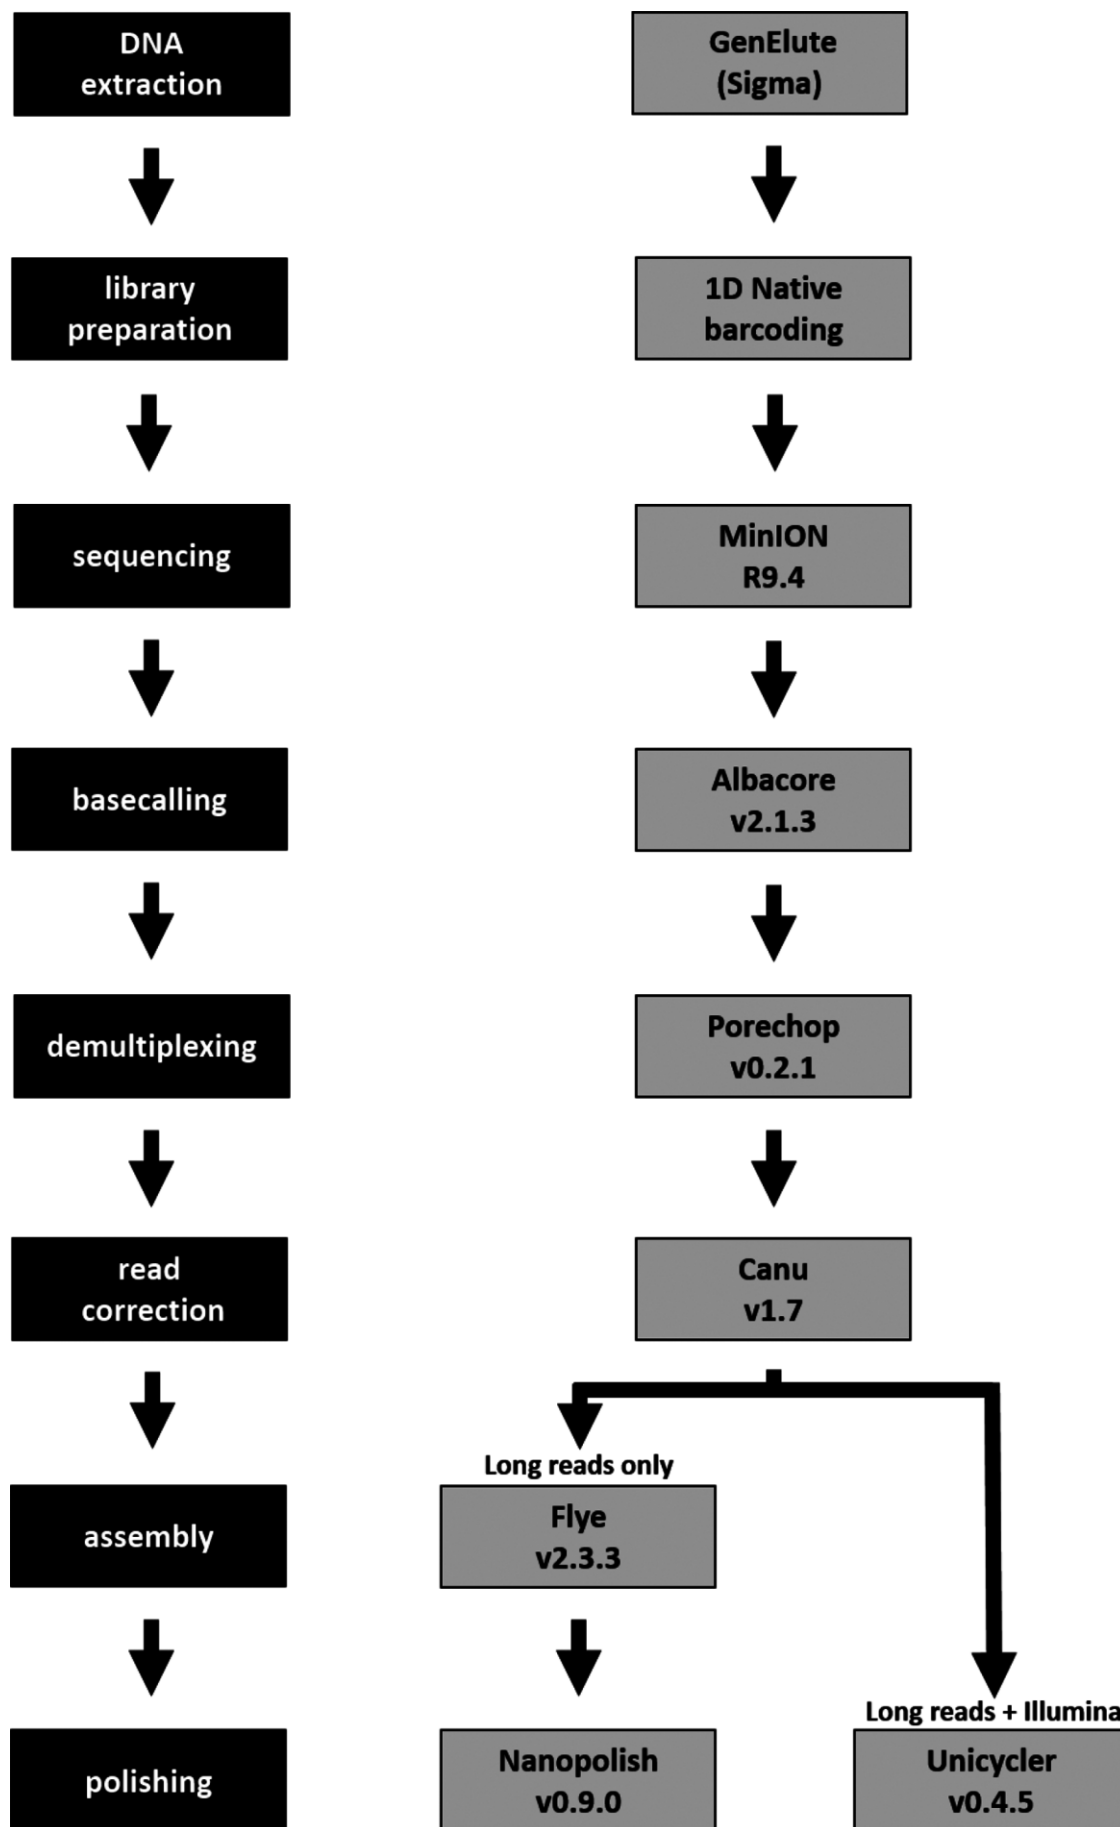 DNA
extraction
GenElute
(Sigma)
library
preparation
1D Native
barcoding
sequencing
MinION
R9.4
basecalling
Albacore
v2.1.3
demultiplexing
Porechop
v0.2.1
read
correction
Canu
v1.7
Long reads only
assembly
Flye
v2.3.3
Long reads + Illumina
polishing
Nanopolish
v0.9.0
Unicycler
v0.4.5